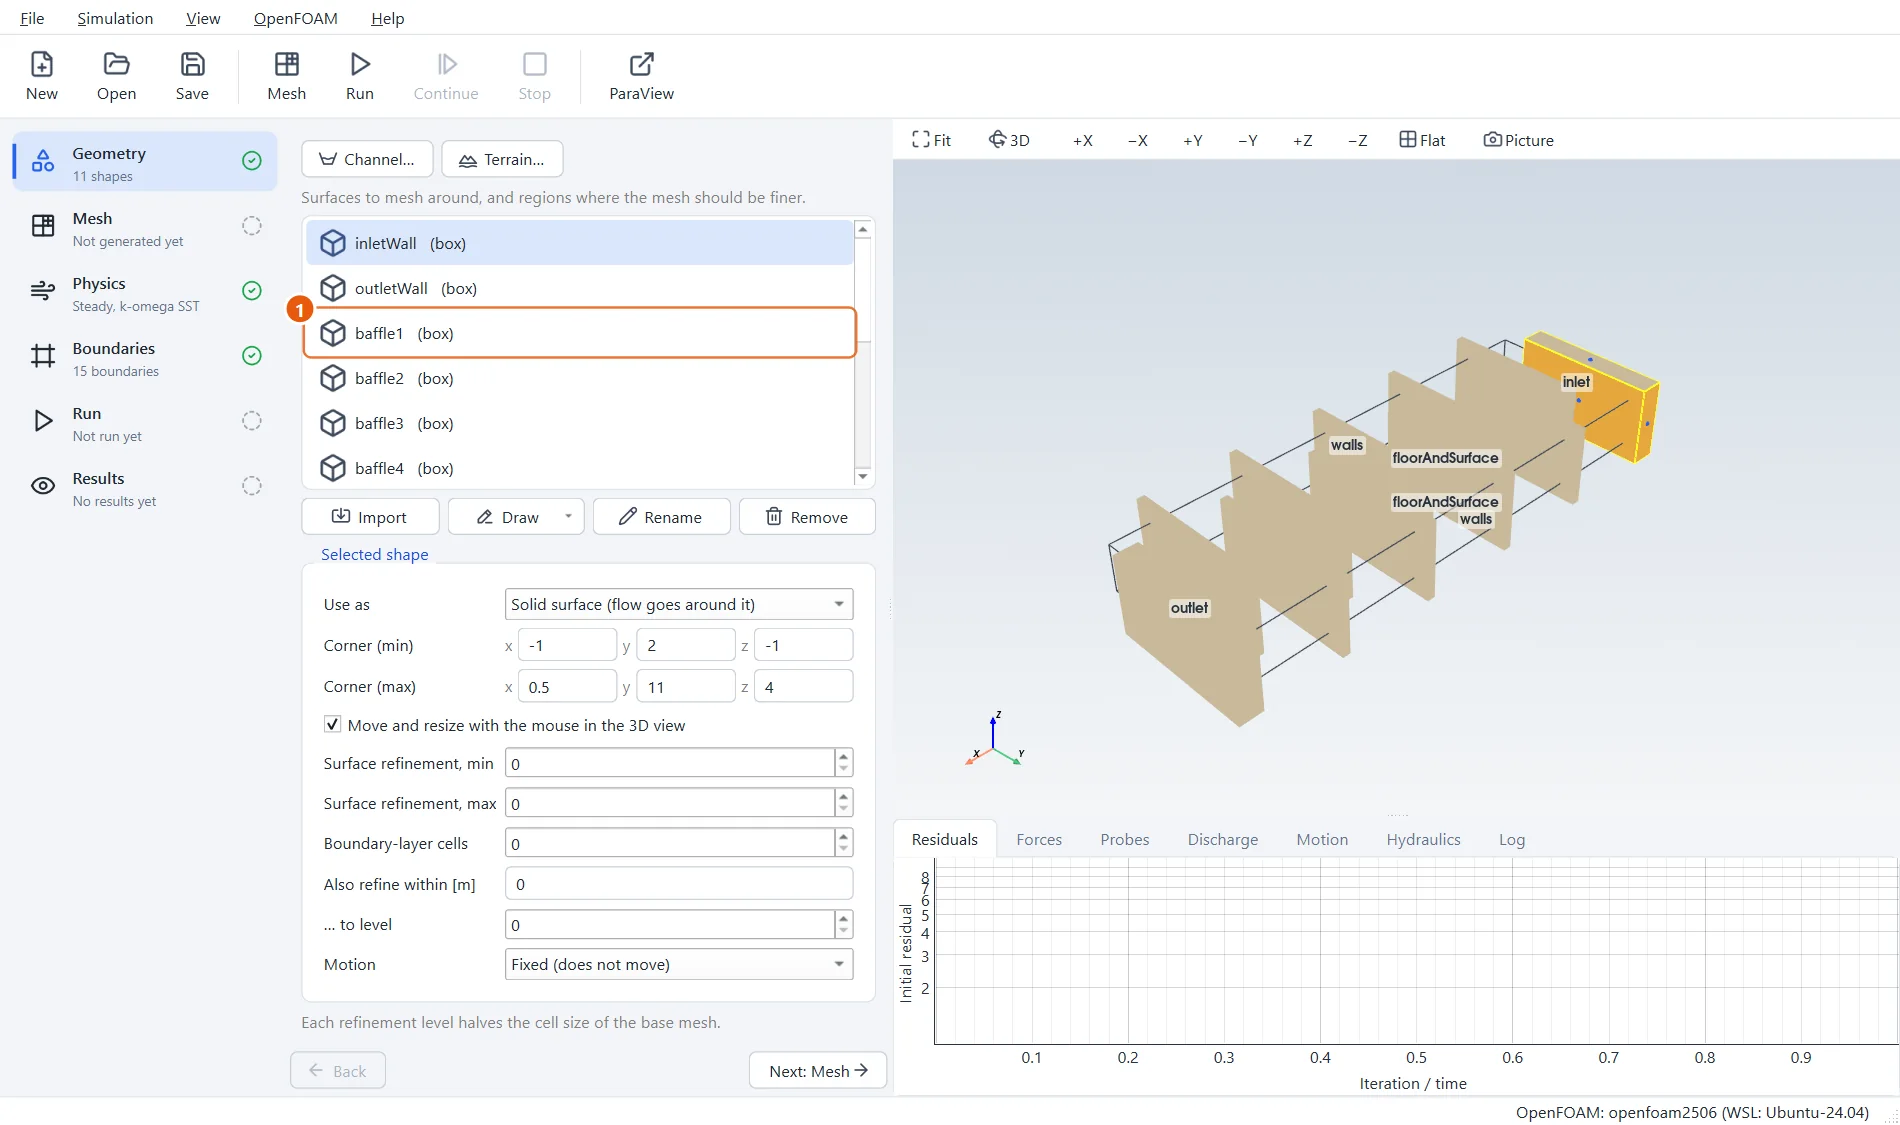 File Simulation View OpenFOAM Help
New Open Save Mesh Run Continue Stop ParaView
Geometry
11 shapes
Mesh
Not generated yet
Physics
Steady, k-omega SST
Boundaries
15 boundaries
Run
Not run yet
Results
No results yet
Channel... Terrain...
Surfaces to mesh around, and regions where the mesh should be finer.
inletWall (box)
outletWall (box)
1
baffle1 (box)
baffle2 (box)
baffle3 (box)
baffle4 (box)
Import Draw Rename Remove
Selected shape
Use as Solid surface (flow goes around it)
Corner (min) x -1 y 2 z -1
Corner (max) x 0.5 y 11 z 4
Move and resize with the mouse in the 3D view
Surface refinement, min 0
Surface refinement, max 0
Boundary-layer cells 0
Also refine within [m] 0
... to level 0
Motion Fixed (does not move)
Each refinement level halves the cell size of the base mesh.
Back Next: Mesh
Fit 3D +X −X +Y −Y +Z −Z Flat Picture
inlet
walls
floorAndSurface
floorAndSurface
walls
outlet
Z
X Y
Residuals Forces Probes Discharge Motion Hydraulics Log
8
7
6
5
4
3
2
Initial residual
0.1 0.2 0.3 0.4 0.5 0.6 0.7 0.8 0.9
Iteration / time
OpenFOAM: openfoam2506 (WSL: Ubuntu-24.04)